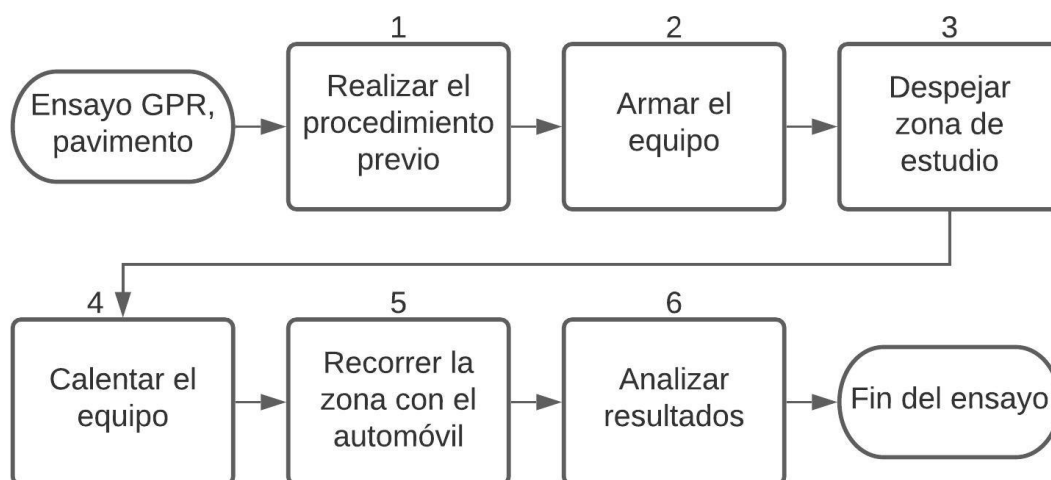 1
2
3
Ensayo GPR,
pavimento
Realizar el
procedimiento
previo
Armar el
equipo
Despejar
zona de
estudio
4
5
6
Calentar el
equipo
Recorrer la
zona con el
automóvil
Analizar
resultados
Fin del ensayo